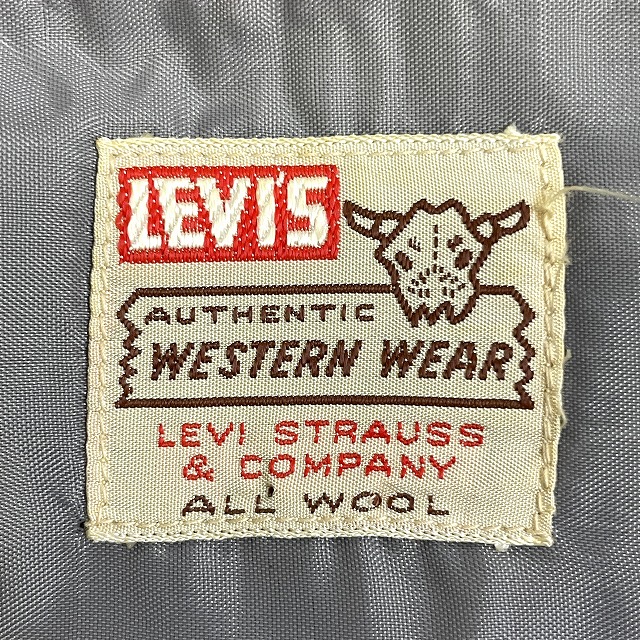 LEVI'S
AUTHENTIC
WESTERN WEAR
LEVI STRAUSS
& COMPANY
ALL WOOL